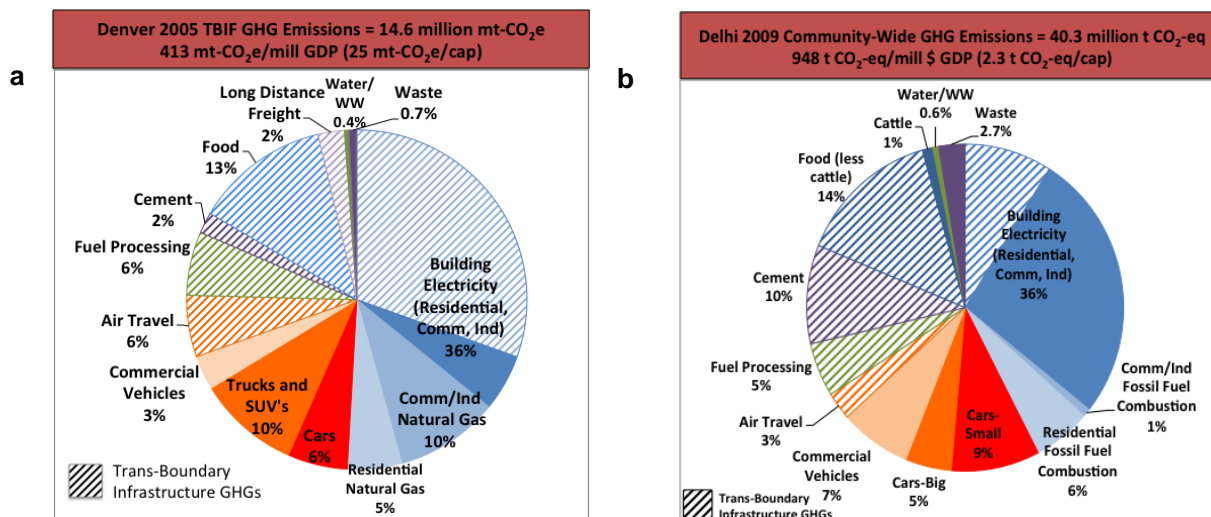 a
Denver 2005 TBIF GHG Emissions = 14.6 million mt-CO₂e
413 mt-CO₂e/mill GDP (25 mt-CO₂e/cap)
Long Distance
Freight
2%
Water/
WW
0.4%
Waste
0.7%
Food
13%
Cement
2%
Fuel Processing
6%
Air Travel
6%
Commercial
Vehicles
3%
Trucks and
SUV's
10%
Cars
6%
Residential
Natural Gas
5%
Comm/Ind
Natural Gas
10%
Building
Electricity
(Residential,
Comm, Ind)
36%
Trans-Boundary
Infrastructure GHGs
b
Delhi 2009 Community-Wide GHG Emissions = 40.3 million t CO₂-eq
948 t CO₂-eq/mill $ GDP (2.3 t CO₂-eq/cap)
Water/WW
0.6%
Waste
2.7%
Cattle
1%
Food (less
cattle)
14%
Cement
10%
Fuel Processing
5%
Air Travel
3%
Commercial
Vehicles
7%
Cars-Big
5%
Cars-
Small
9%
Residential
Fossil Fuel
Combustion
6%
Comm/Ind
Fossil Fuel
Combustion
1%
Building
Electricity
(Residential,
Comm, Ind)
36%
Trans-Boundary
Infrastructure GHGs